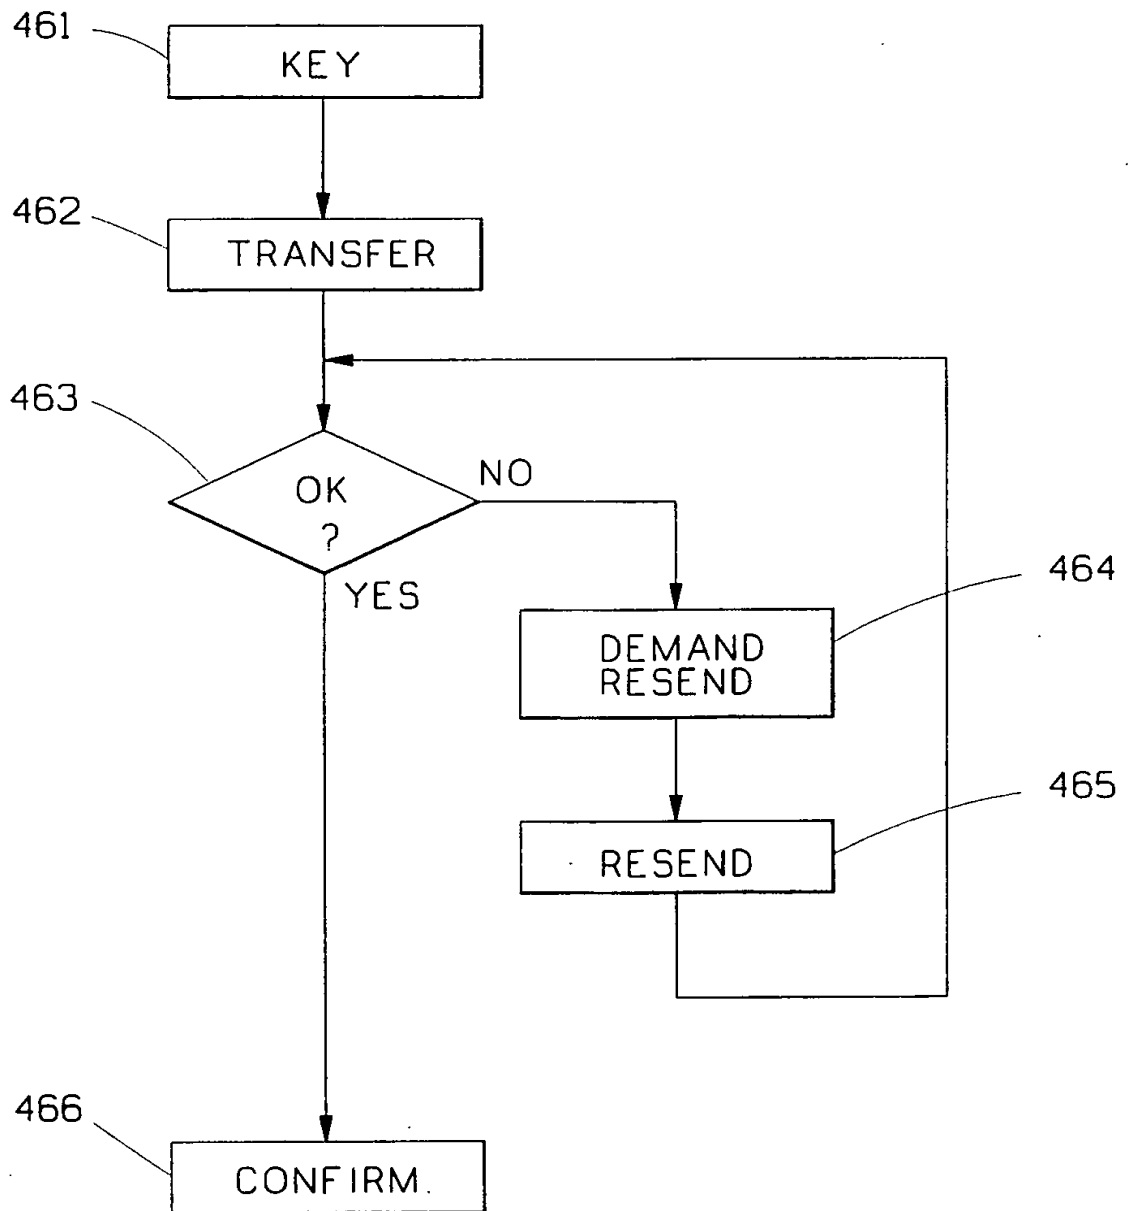 461
KEY
462
TRANSFER
463
OK
?
NO
YES
464
DEMAND
RESEND
465
RESEND
466
CONFIRM.